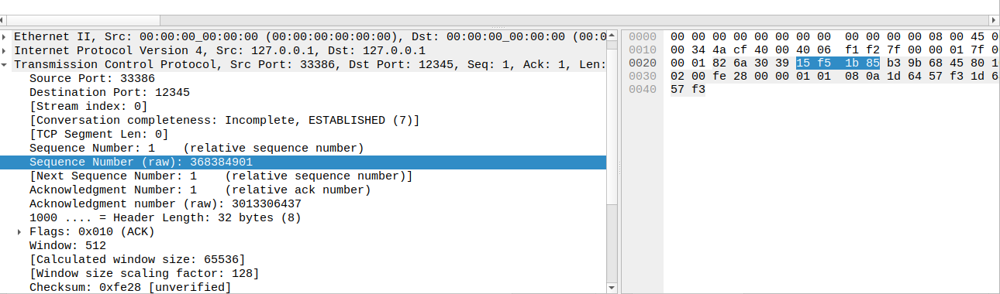 Ethernet II, Src: 00:00:00_00:00:00 (00:00:00:00:00:00), Dst: 00:00:00_00:00:00 (00:0
Internet Protocol Version 4, Src: 127.0.0.1, Dst: 127.0.0.1
Transmission Control Protocol, Src Port: 33386, Dst Port: 12345, Seq: 1, Ack: 1, Len:
Source Port: 33386
Destination Port: 12345
[Stream index: 0]
[Conversation completeness: Incomplete, ESTABLISHED (7)]
[TCP Segment Len: 0]
Sequence Number: 1    (relative sequence number)
Sequence Number (raw): 368384901
[Next Sequence Number: 1    (relative sequence number)]
Acknowledgment Number: 1    (relative ack number)
Acknowledgment number (raw): 3013306437
1000 .... = Header Length: 32 bytes (8)
Flags: 0x010 (ACK)
Window: 512
[Calculated window size: 65536]
[Window size scaling factor: 128]
Checksum: 0xfe28 [unverified]
0000 00 00 00 00 00 00 00 00 00 00 00 00 08 00 45 0
0010 00 34 4a cf 40 00 40 06 f1 f2 7f 00 00 01 7f 0
0020 00 01 82 6a 30 39 15 f5 1b 85 b3 9b 68 45 80 1
0030 02 00 fe 28 00 00 01 01 08 0a 1d 64 57 f3 1d 6
0040 57 f3